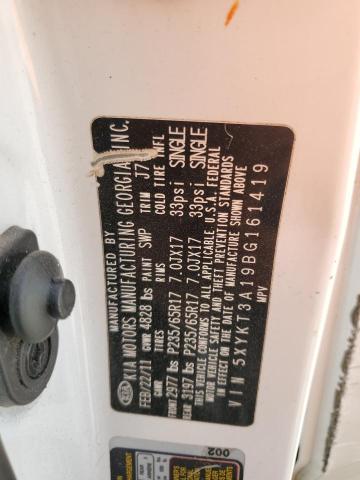 MANUFACTURED BY
KIA MOTORS MANUFACTURING GEORGIA, INC.
FEB/22/11 GVWR 4828 lbs PAINT SWP TRIM J7
GAWR TIRES RIMS COLD TIRE INFL
FRONT 2977 lbs P235/65R17 7.0JX17 33psi SINGLE
REAR 3197 lbs P235/65R17 7.0JX17 33psi SINGLE
THIS VEHICLE CONFORMS TO ALL APPLICABLE U.S.A. FEDERAL
MOTOR VEHICLE SAFETY AND THEFT PREVENTION STANDARDS
IN EFFECT ON THE DATE OF MANUFACTURE SHOWN ABOVE
VIN 5XYKT3A19BG161419
MPV
002